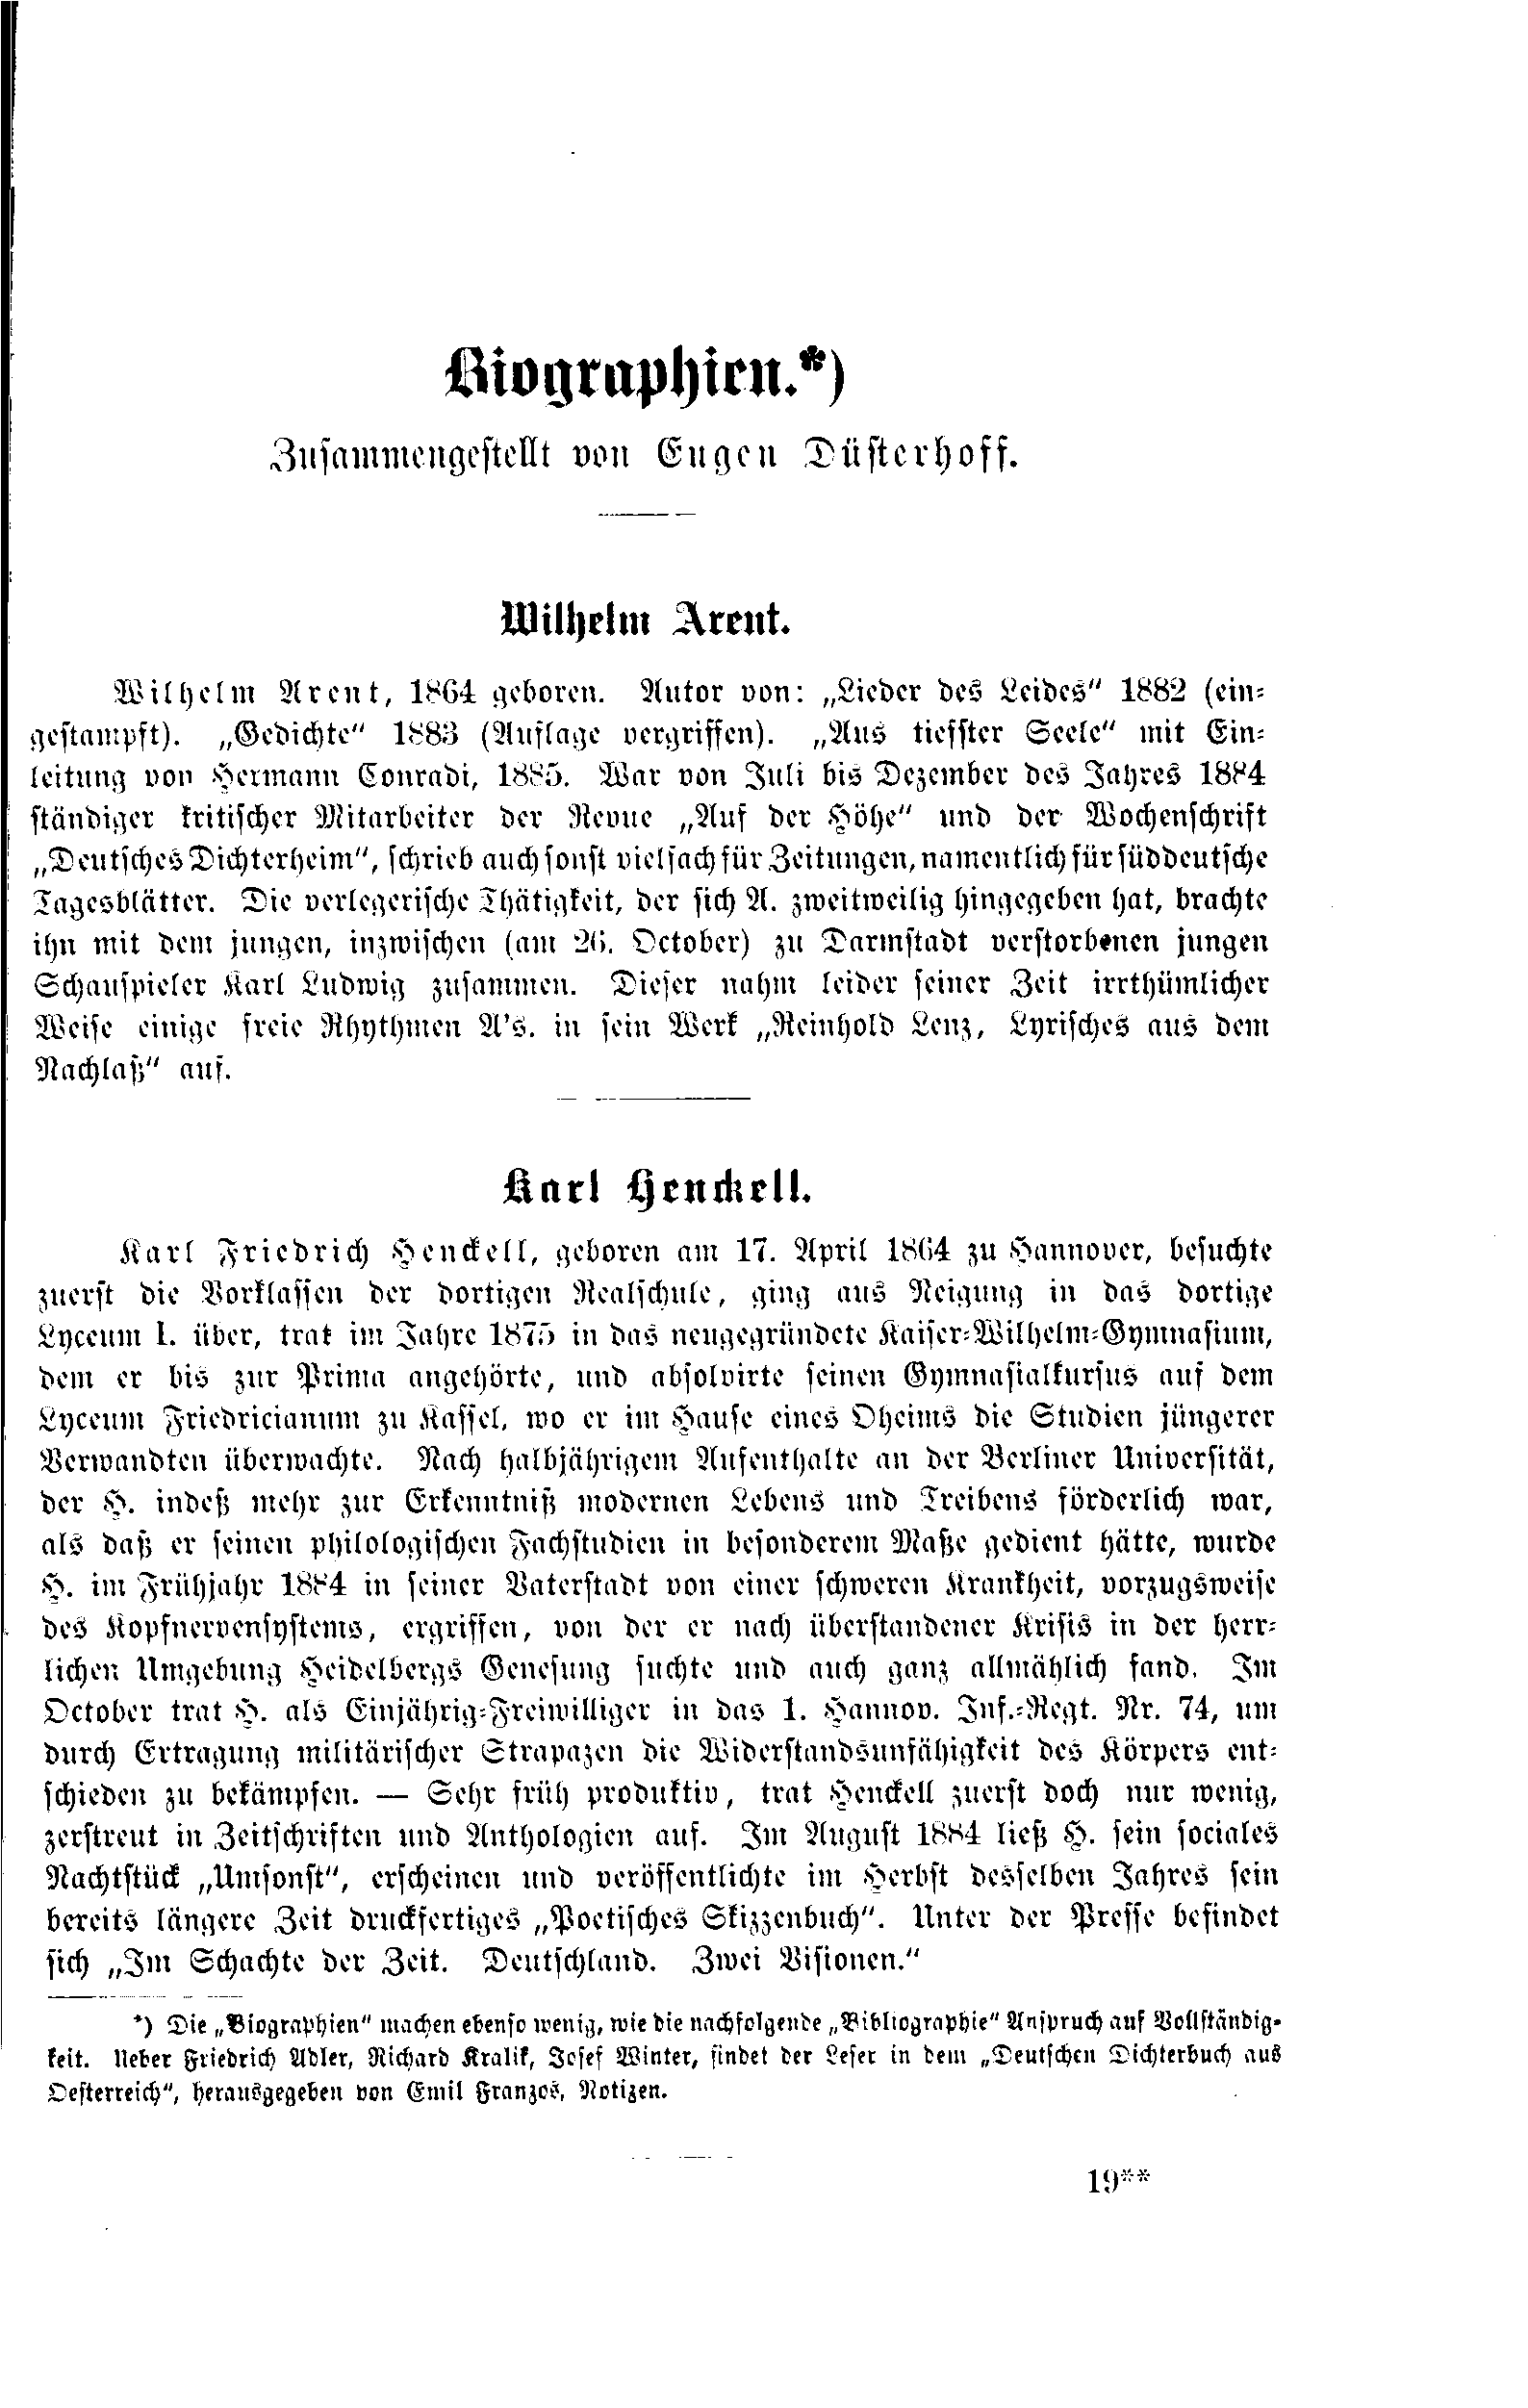 Biographien.*)
Zusammengestellt von Eugen Düsterhoff.
Wilhelm Arent.
Wilhelm Arent, 1864 geboren. Autor von: „Lieder des Leides“ 1882 (ein-
gestampft). „Gedichte“ 1883 (Auflage vergriffen). „Aus tiefster Seele“ mit Ein-
leitung von Hermann Conradi, 1885. War von Juli bis Dezember des Jahres 1884
ständiger kritischer Mitarbeiter der Revue „Auf der Höhe“ und der Wochenschrift
„Deutsches Dichterheim“, schrieb auch sonst vielfach für Zeitungen, namentlich für süddeutsche
Tagesblätter. Die verlegerische Thätigkeit, der sich A. zweitweilig hingegeben hat, brachte
ihn mit dem jungen, inzwischen (am 26. October) zu Darmstadt verstorbenen jungen
Schauspieler Karl Ludwig zusammen. Dieser nahm leider seiner Zeit irrthümlicher
Weise einige freie Rhythmen A's. in sein Werk „Reinhold Lenz, Lyrisches aus dem
Nachlaß“ auf.
Karl Henckell.
Karl Friedrich Henckell, geboren am 17. April 1864 zu Hannover, besuchte
zuerst die Vorklassen der dortigen Realschule, ging aus Neigung in das dortige
Lyceum I. über, trat im Jahre 1875 in das neugegründete Kaiser-Wilhelm-Gymnasium,
dem er bis zur Prima angehörte, und absolvirte seinen Gymnasialkursus auf dem
Lyceum Friedricianum zu Kassel, wo er im Hause eines Oheims die Studien jüngerer
Verwandten überwachte. Nach halbjährigem Aufenthalte an der Berliner Universität,
der H. indeß mehr zur Erkenntniß modernen Lebens und Treibens förderlich war,
als daß er seinen philologischen Fachstudien in besonderem Maße gedient hätte, wurde
H. im Frühjahr 1884 in seiner Vaterstadt von einer schweren Krankheit, vorzugsweise
des Kopfnervensystems, ergriffen, von der er nach überstandener Krisis in der herr-
lichen Umgebung Heidelbergs Genesung suchte und auch ganz allmählich fand. Im
October trat H. als Einjährig-Freiwilliger in das 1. Hannov. Inf.-Regt. Nr. 74, um
durch Ertragung militärischer Strapazen die Widerstandsunfähigkeit des Körpers ent-
schieden zu bekämpfen. — Sehr früh produktiv, trat Henckell zuerst doch nur wenig,
zerstreut in Zeitschriften und Anthologien auf. Im August 1884 ließ H. sein sociales
Nachtstück „Umsonst“, erscheinen und veröffentlichte im Herbst desselben Jahres sein
bereits längere Zeit druckfertiges „Poetisches Skizzenbuch“. Unter der Presse befindet
sich „Im Schachte der Zeit. Deutschland. Zwei Visionen.“
*) Die „Biographien“ machen ebenso wenig, wie die nachfolgende „Bibliographie“ Anspruch auf Vollständig-
keit. Ueber Friedrich Adler, Richard Kralik, Josef Winter, findet der Leser in dem „Deutschen Dichterbuch aus
Oesterreich“, herausgegeben von Emil Franzos, Notizen.
19**